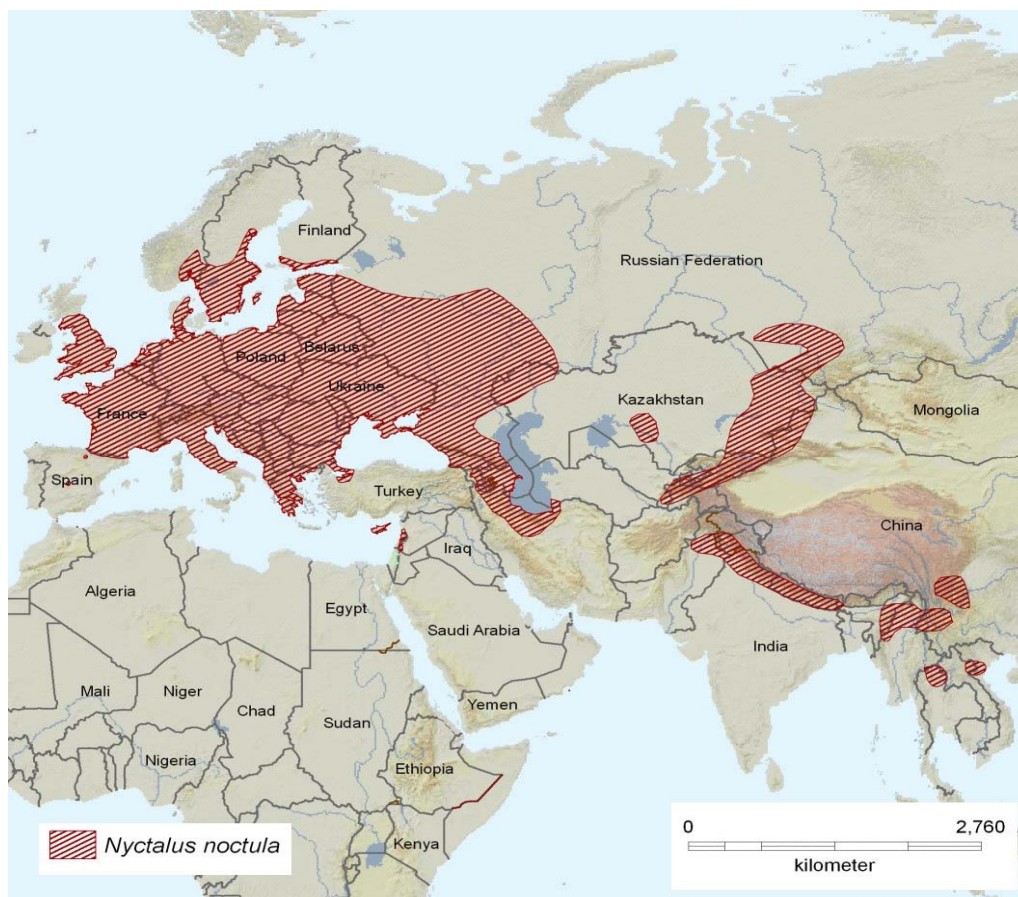 Finland
Russian Federation
Poland
Belarus
Ukraine
France
Kazakhstan
Mongolia
Spain
Turkey
China
Iraq
Algeria
Egypt
Saudi Arabia
India
Mali
Niger
Chad
Sudan
Yemen
Nigeria
Ethiopia
Kenya
Nyctalus noctula
0 2,760
kilometer